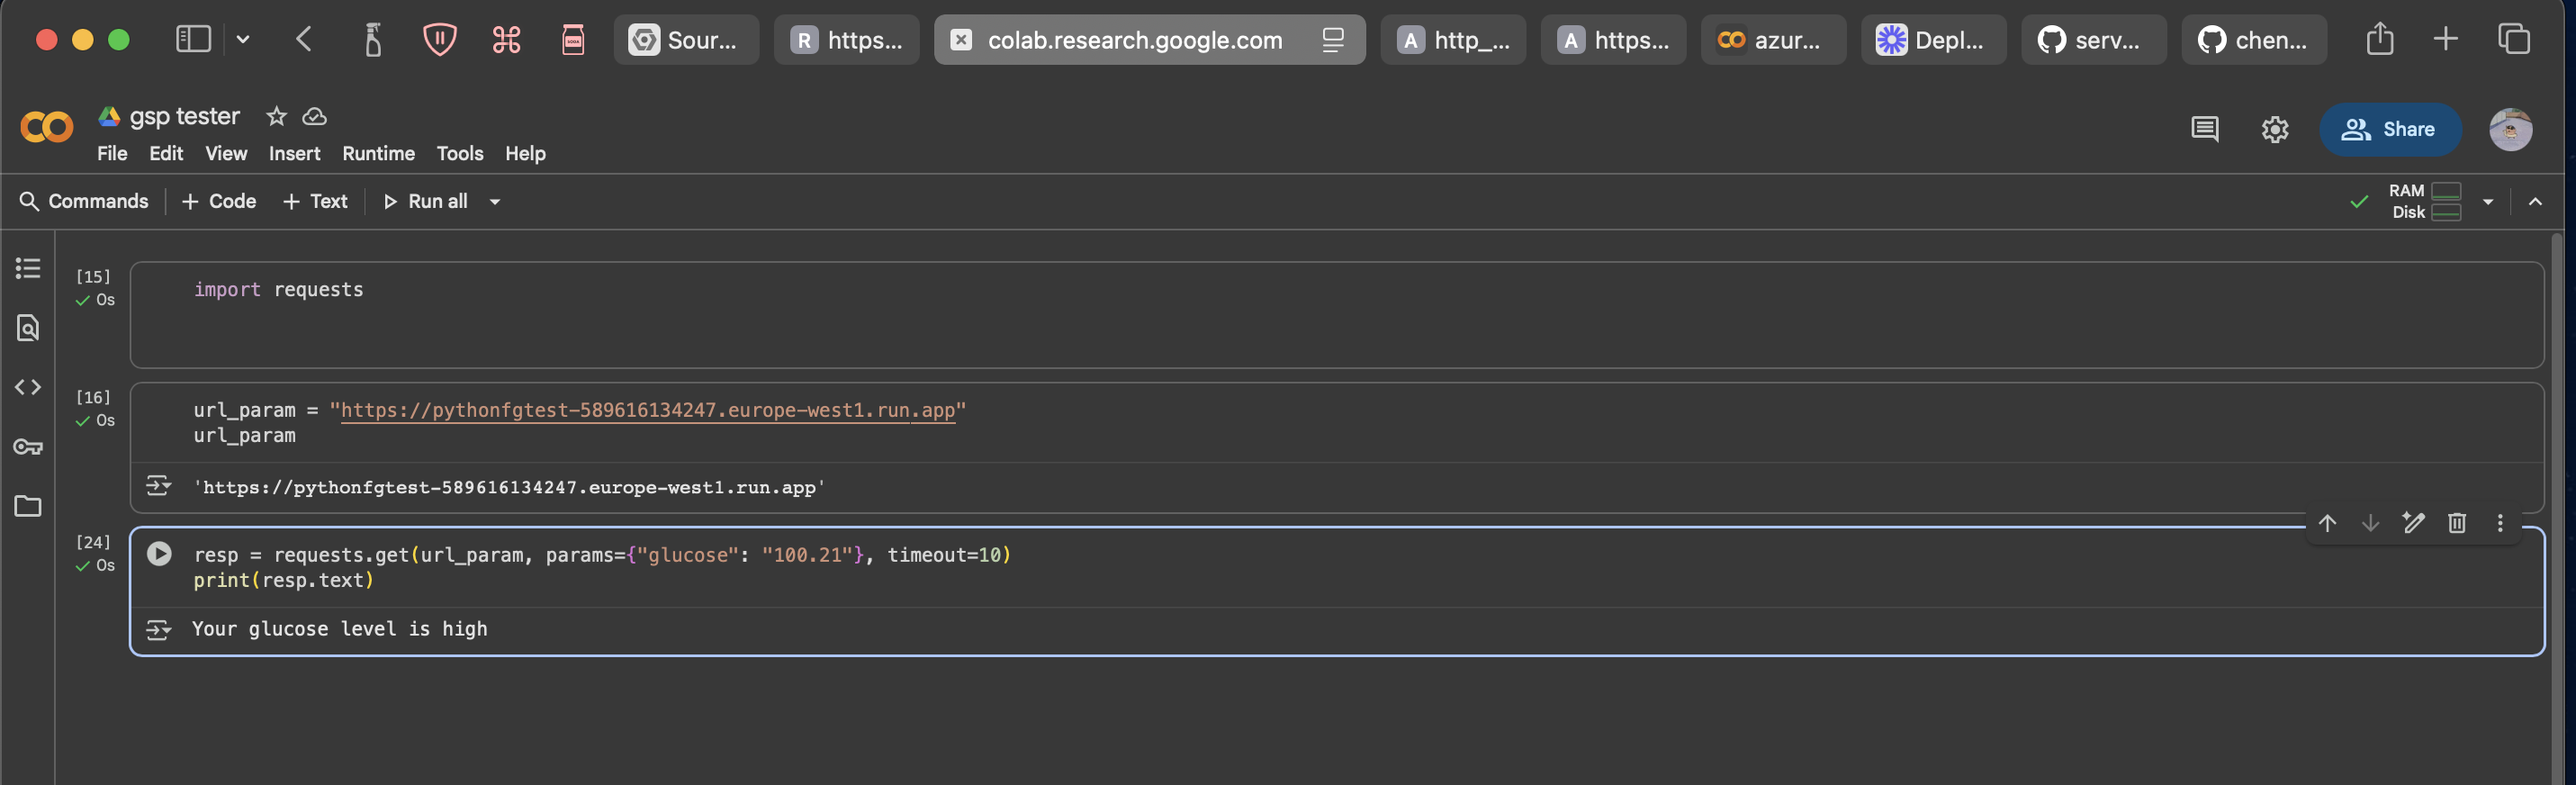 Sour...
R https...
colab.research.google.com
A http_...
A https...
azur...
Depl...
serv...
chen...
gsp tester
Share
File Edit View Insert Runtime Tools Help
Commands + Code + Text Run all
RAM
Disk
[15]
0s
import requests
[16]
0s
url_param = "https://pythonfgtest-589616134247.europe-west1.run.app"
url_param
'https://pythonfgtest-589616134247.europe-west1.run.app'
[24]
0s
resp = requests.get(url_param, params={"glucose": "100.21"}, timeout=10)
print(resp.text)
Your glucose level is high